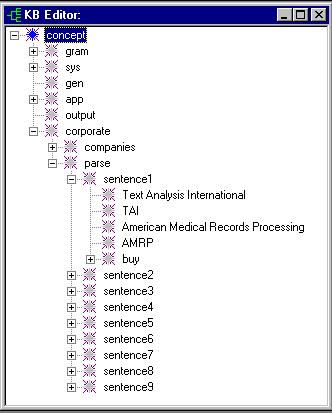 KB Editor:
concept
gram
sys
gen
app
output
corporate
companies
parse
sentence1
Text Analysis International
TAI
American Medical Records Processing
AMRP
buy
sentence2
sentence3
sentence4
sentence5
sentence6
sentence7
sentence8
sentence9